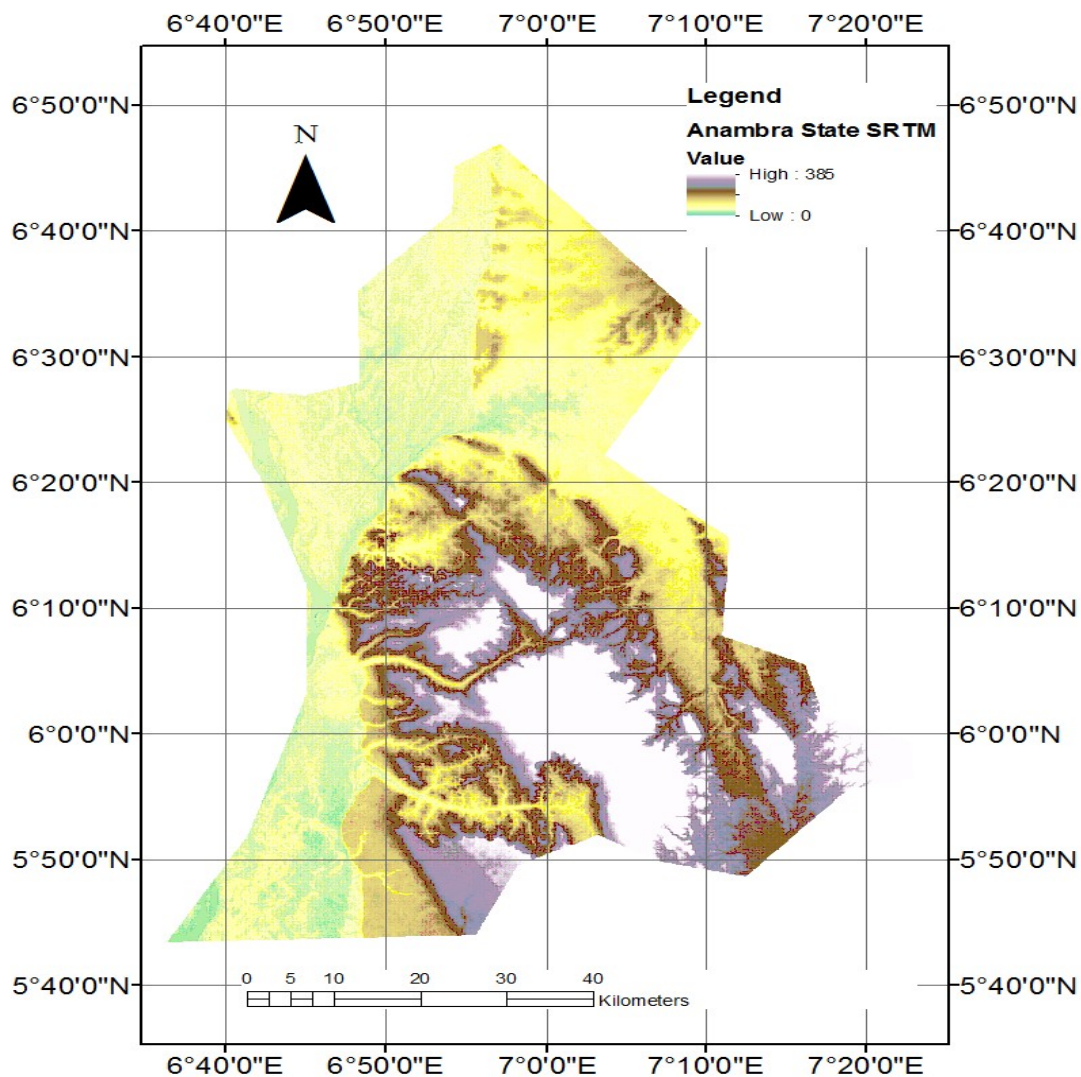 6°40'0"E 6°50'0"E 7°0'0"E 7°10'0"E 7°20'0"E
6°50'0"N 6°50'0"N
Legend
Anambra State SRTM
Value
High : 385
Low : 0
N
6°40'0"N 6°40'0"N
6°30'0"N 6°30'0"N
6°20'0"N 6°20'0"N
6°10'0"N 6°10'0"N
6°0'0"N 6°0'0"N
5°50'0"N 5°50'0"N
5°40'0"N 5°40'0"N
0 5 10 20 30 40
Kilometers
6°40'0"E 6°50'0"E 7°0'0"E 7°10'0"E 7°20'0"E